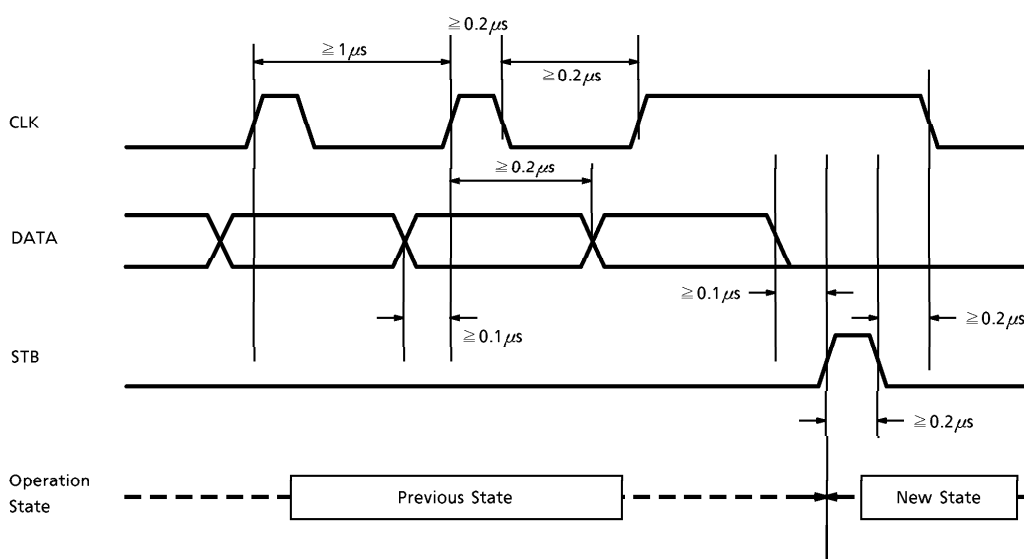 ≧0.2μs
≧1μs
≧0.2μs
CLK
≧0.2μs
DATA
≧0.1μs
≧0.2μs
≧0.1μs
STB
≧0.2μs
Operation
State
Previous State
New State